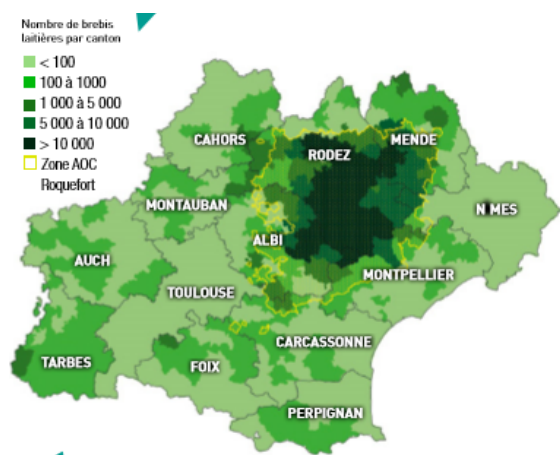 Nombre de brebis
laitières par canton
< 100
100 à 1000
1 000 à 5 000
5 000 à 10 000
> 10 000
Zone AOC
Roquefort
CAHORS
RODEZ
MENDE
MONTAUBAN
NIMES
ALBI
AUCH
MONTPELLIER
TOULOUSE
CARCASSONNE
TARBES
FOIX
PERPIGNAN